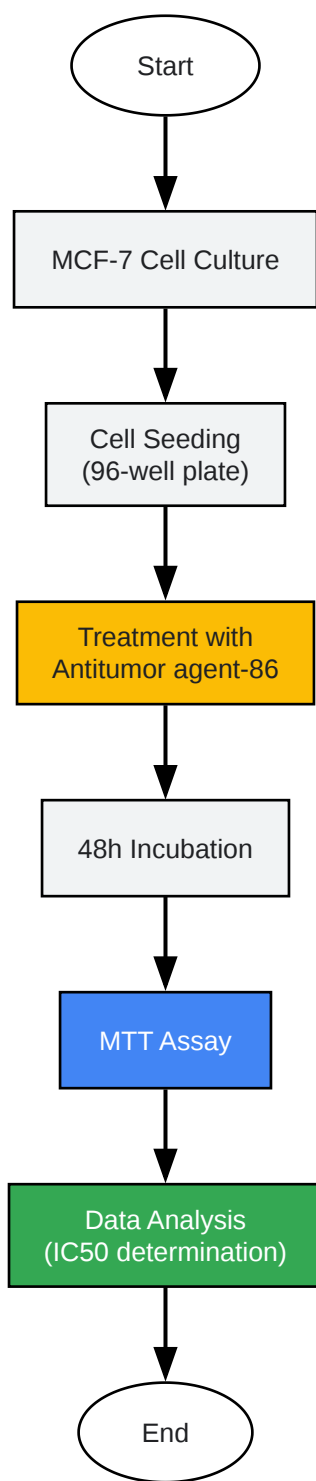 Start
MCF-7 Cell Culture
Cell Seeding
(96-well plate)
Treatment with
Antitumor agent-86
48h Incubation
MTT Assay
Data Analysis
(IC50 determination)
End